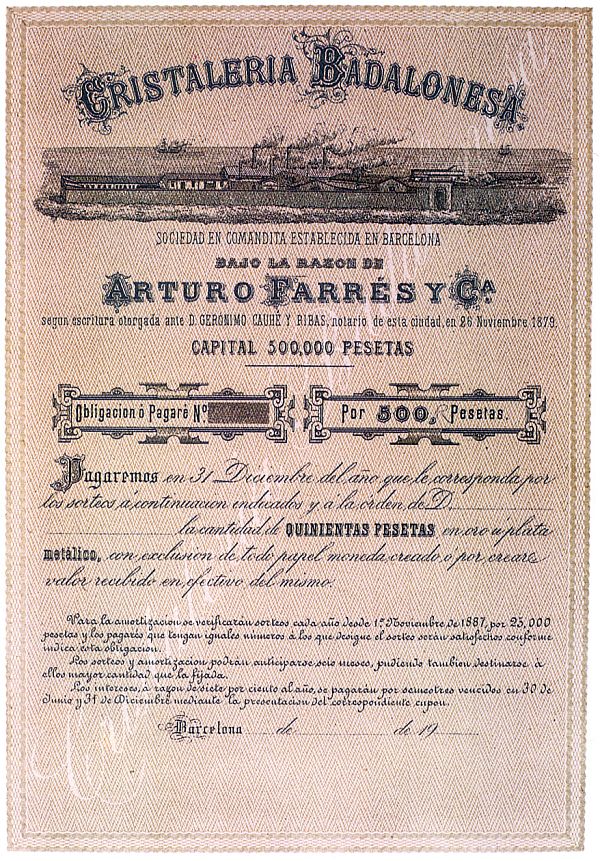 CRISTALERIA BADALONESA
SOCIEDAD EN COMANDITA ESTABLECIDA EN BARCELONA
BAJO LA RAZON DE
ARTURO FARRÉS Y Cª
segun escritura otorgada ante D. GERONIMO CAUHÉ Y RIBAS, notario de esta ciudad, en 26 Noviembre 1879.
CAPITAL 500,000 PESETAS
Obligacion ó Pagaré Nº
Por 500, Pesetas.
Pagaremos en 31 Diciembre del año que le corresponda por
los sorteos á continuacion indicados y á la órden de D.
la cantidad de QUINIENTAS PESETAS en oro ú plata
metálico, con exclusion de todo papel moneda creado, o por crear
valor recibido en efectivo del mismo.
Para la amortizacion se verificarán sorteos cada año desde 1º. Noviembre de 1887, por 25,000
pesetas y los pagarés que tengan iguales números á los que designe el sorteo serán satisfechos conforme
indica esta obligacion.
Los sorteos y amortizacion podrán anticiparse seis meses, pudiendo tambien destinarse á
ellos mayor cantidad que la fijada.
Los intereses, á razon de siete por ciento al año, se pagarán por semestres vencidos en 30 de
Junio y 31 de Diciembre mediante la presentacion del correspondiente cupon.
Barcelona de de 19